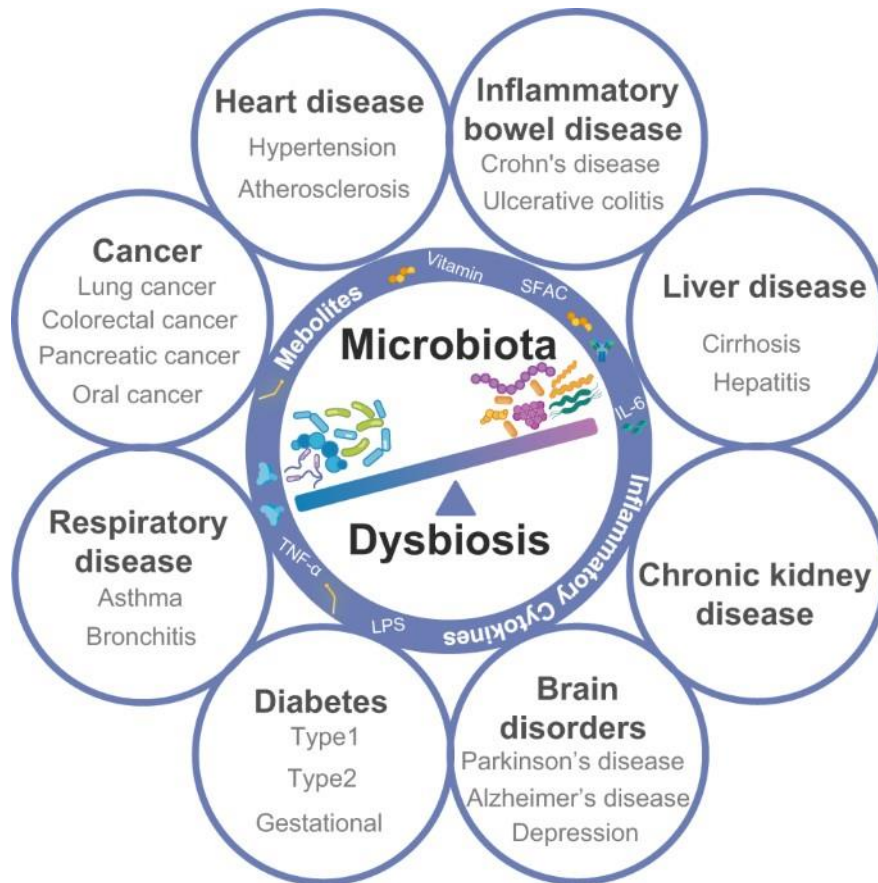 Heart disease
Hypertension
Atherosclerosis
Inflammatory
bowel disease
Crohn's disease
Ulcerative colitis
Cancer
Lung cancer
Colorectal cancer
Pancreatic cancer
Oral cancer
Liver disease
Cirrhosis
Hepatitis
Mebolites
Vitamin
SFAC
IL-6
Inflammatory Cytokines
LPS
TNF-α
Microbiota
Dysbiosis
Respiratory
disease
Asthma
Bronchitis
Chronic kidney
disease
Diabetes
Type1
Type2
Gestational
Brain
disorders
Parkinson’s disease
Alzheimer’s disease
Depression